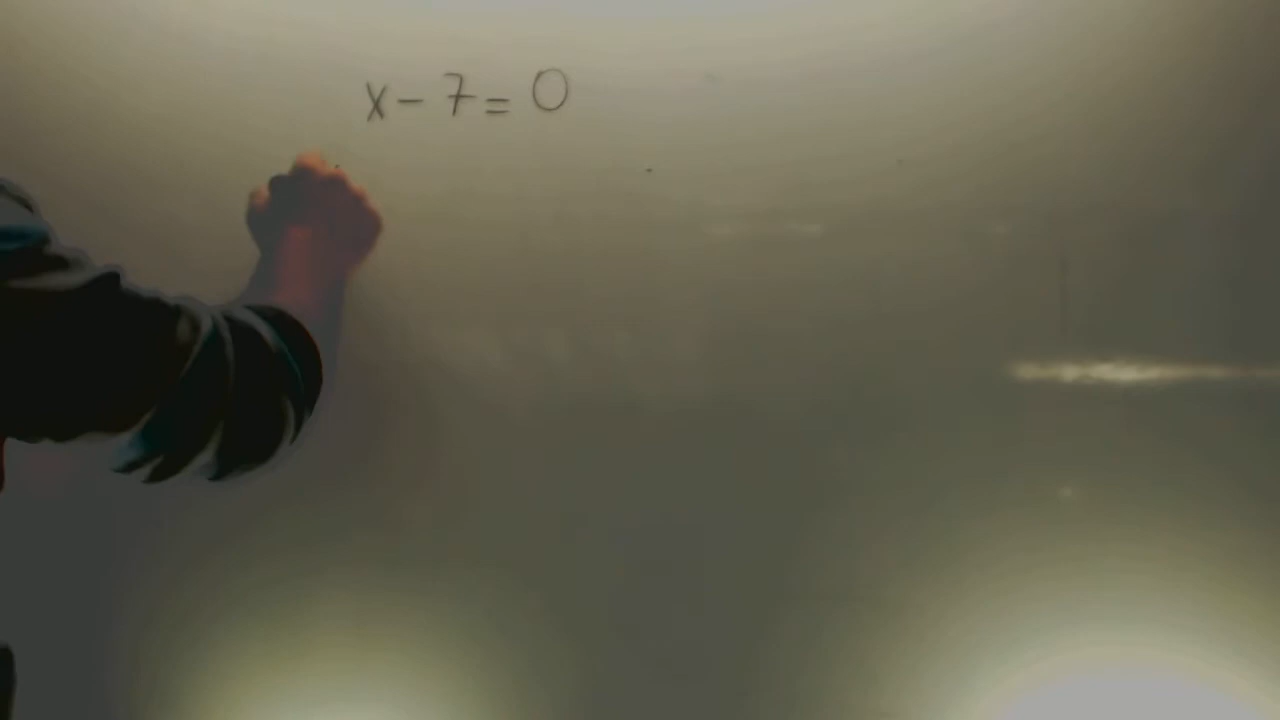 x - 7 = 0